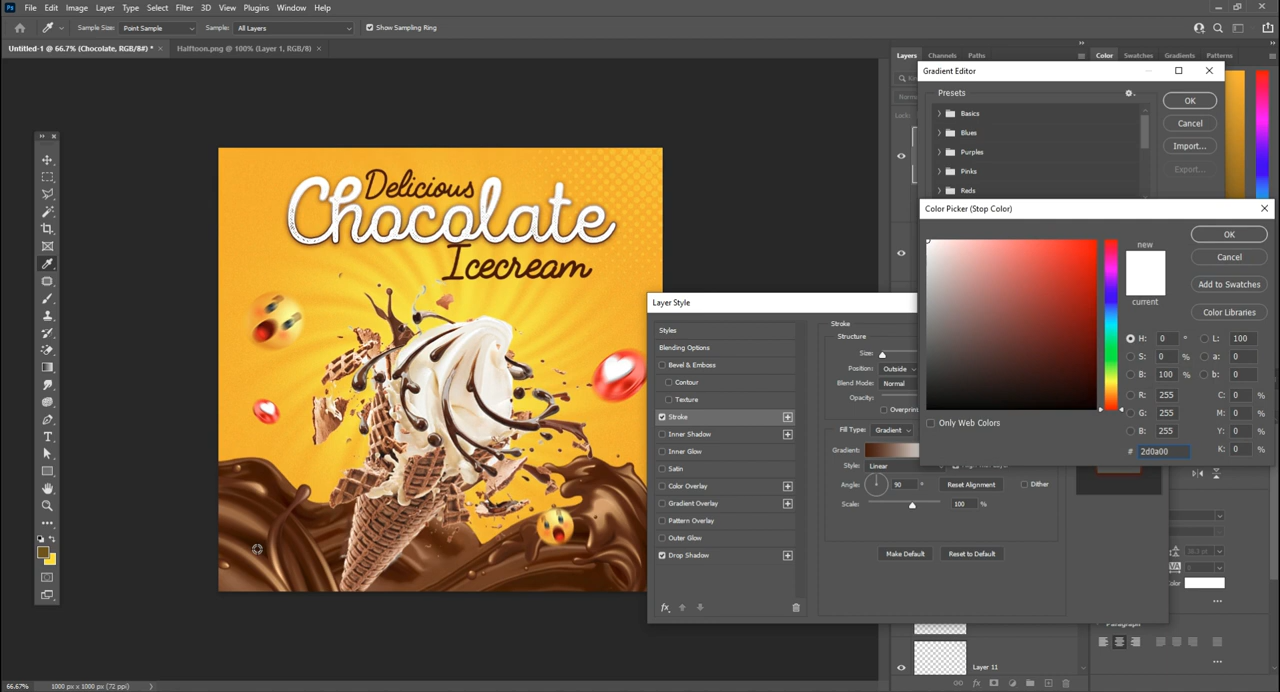 Ps File Edit Image Layer Type Select Filter 3D View Plugins Window Help
Sample Size: Point Sample Sample: All Layers Show Sampling Ring
Untitled-1 @ 66.7% (Chocolate, RGB/8#) * × Halftoon.png @ 100% (Layer 1, RGB/8) ×
Layers Channels Paths
Color Swatches Gradients Patterns
Gradient Editor
Presets
Basics
Blues
Purples
Pinks
Reds
OK
Cancel
Import...
Export...
Lock:
Delicious
Chocolate
Icecream
Color Picker (Stop Color)
new
current
OK
Cancel
Add to Swatches
Color Libraries
H: 0 °
S: 0 %
B: 100 %
R: 255
G: 255
B: 255
L: 100
a: 0
b: 0
C: 0 %
M: 0 %
Y: 0 %
K: 0 %
Only Web Colors
# 2d0a00
Layer Style
Styles
Blending Options
Bevel & Emboss
Contour
Texture
Stroke
Inner Shadow
Inner Glow
Satin
Color Overlay
Gradient Overlay
Pattern Overlay
Outer Glow
Drop Shadow
fx
Stroke
Structure
Size:
Position: Outside
Blend Mode: Normal
Opacity:
Overprint
Fill Type: Gradient
Gradient:
Style: Linear
Angle: 90 ° Reset Alignment Dither
Scale: 100 %
Make Default Reset to Default
Paragraph
Layer 11
66.67% 1000 px x 1000 px (72 ppi)